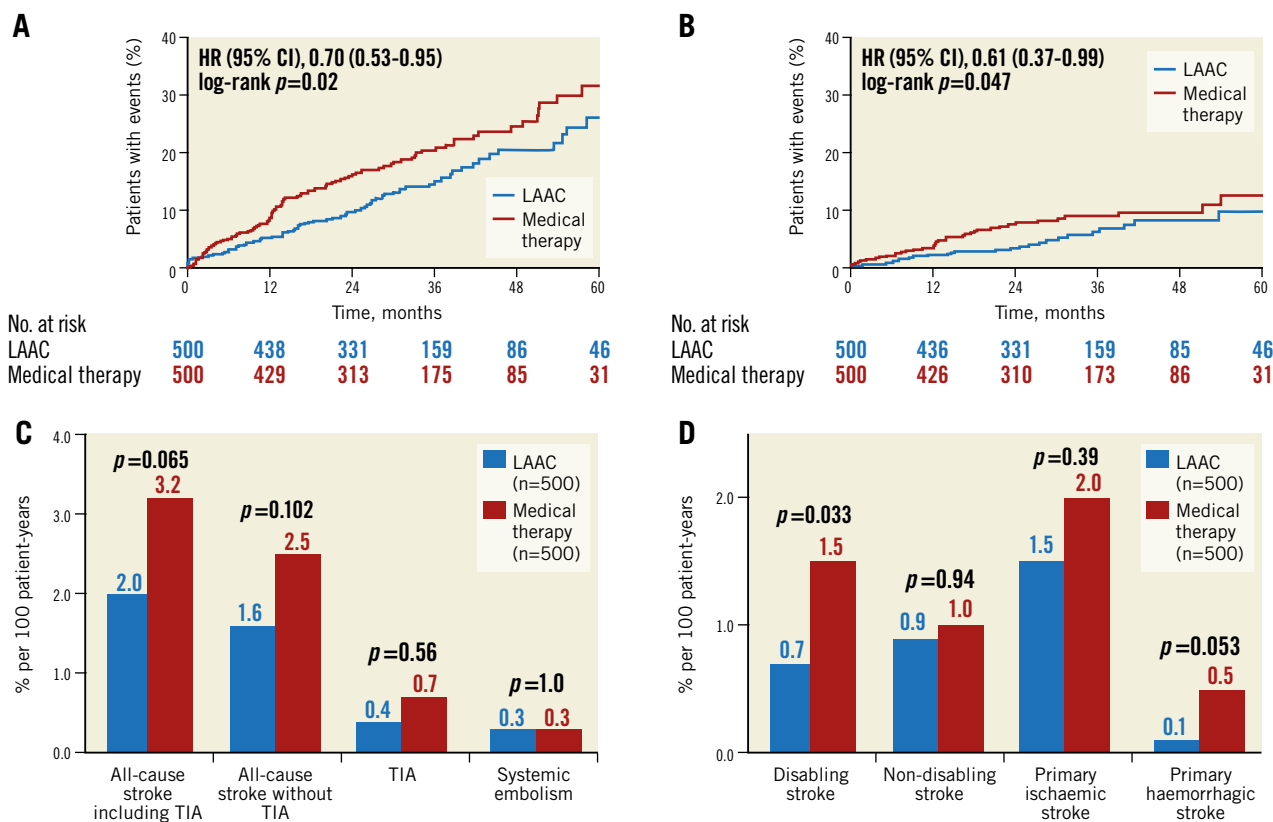 A
Patients with events (%)
40
30
20
10
0
HR (95% CI), 0.70 (0.53-0.95)
log-rank p=0.02
LAAC
Medical
therapy
0 12 24 36 48 60
Time, months
No. at risk
LAAC 500 438 331 159 86 46
Medical therapy 500 429 313 175 85 31
B
Patients with events (%)
40
30
20
10
0
HR (95% CI), 0.61 (0.37-0.99)
log-rank p=0.047
LAAC
Medical
therapy
0 12 24 36 48 60
Time, months
No. at risk
LAAC 500 436 331 159 85 46
Medical therapy 500 426 310 173 86 31
C
% per 100 patient-years
4.0
3.0
2.0
1.0
0.0
LAAC
(n=500)
Medical
therapy
(n=500)
p=0.065
2.0 3.2
p=0.102
1.6 2.5
p=0.56
0.4 0.7
p=1.0
0.3 0.3
All-cause
stroke
including TIA
All-cause
stroke without
TIA
TIA
Systemic
embolism
D
% per 100 patient-years
2.0
1.0
0.0
LAAC
(n=500)
Medical
therapy
(n=500)
p=0.033
0.7 1.5
p=0.94
0.9 1.0
p=0.39
1.5 2.0
p=0.053
0.1 0.5
Disabling
stroke
Non-disabling
stroke
Primary
ischaemic
stroke
Primary
haemorrhagic
stroke